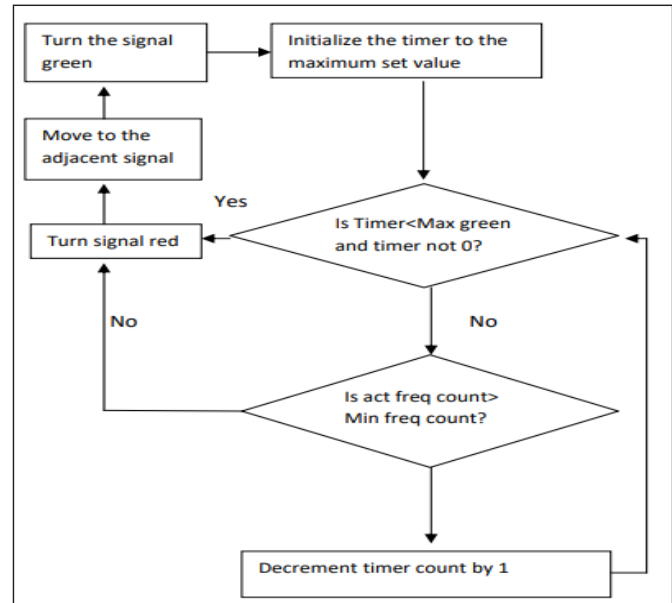 Turn the signal
green
Initialize the timer to the
maximum set value
Move to the
adjacent signal
Yes
Turn signal red
Is Timer<Max green
and timer not 0?
No
No
Is act freq count>
Min freq count?
Decrement timer count by 1